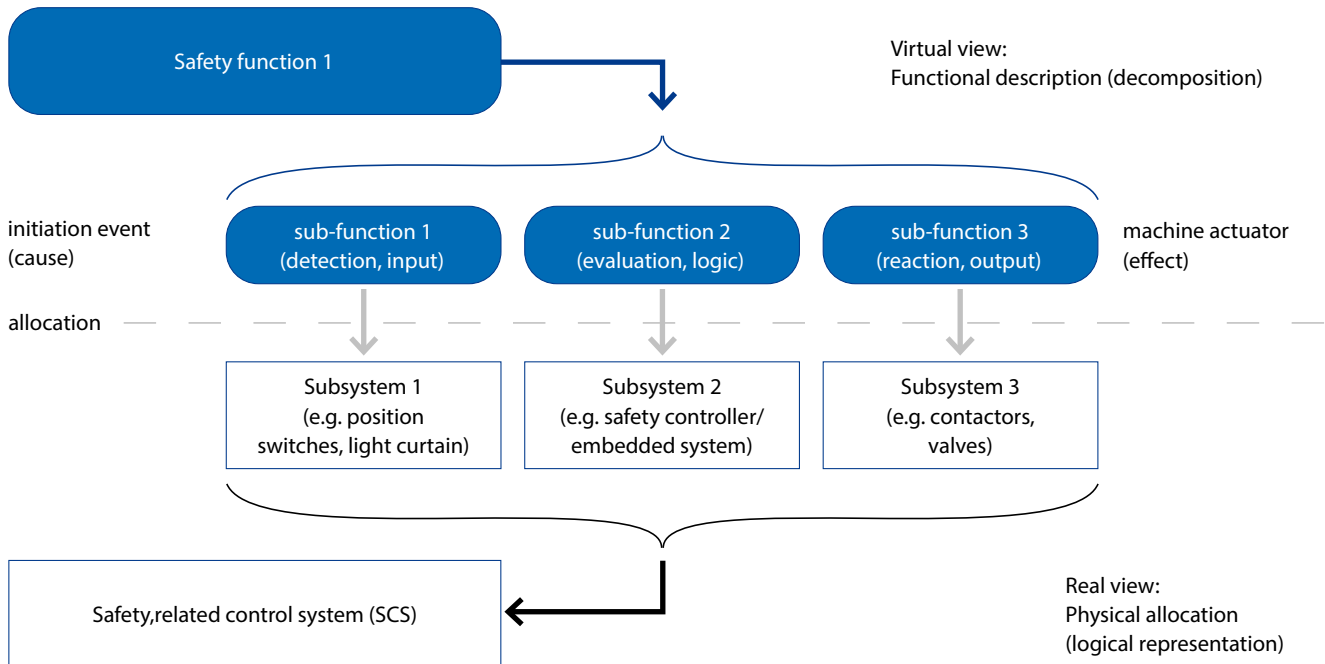 Safety function 1
Virtual view:
Functional description (decomposition)
initiation event
(cause)
sub-function 1
(detection, input)
sub-function 2
(evaluation, logic)
sub-function 3
(reaction, output)
machine actuator
(effect)
allocation
Subsystem 1
(e.g. position
switches, light curtain)
Subsystem 2
(e.g. safety controller/
embedded system)
Subsystem 3
(e.g. contactors,
valves)
Safety,related control system (SCS)
Real view:
Physical allocation
(logical representation)